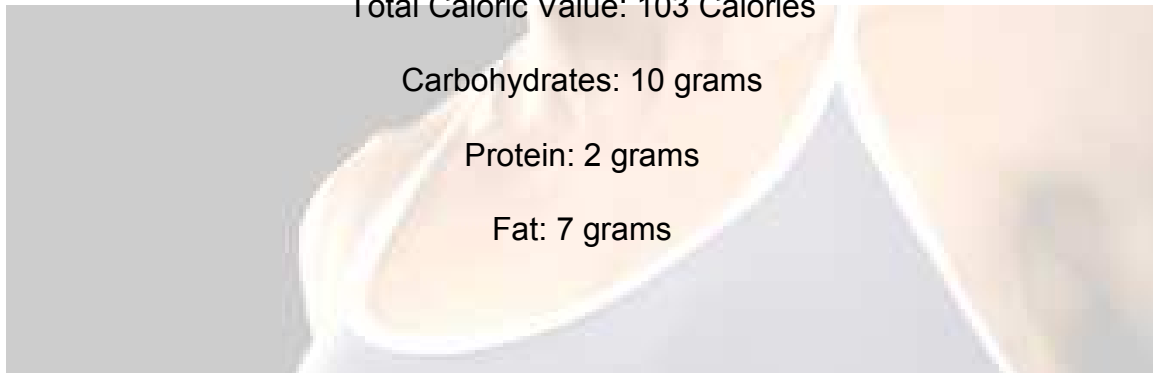 Total Caloric Value: 103 Calories
Carbohydrates: 10 grams
Protein: 2 grams
Fat: 7 grams